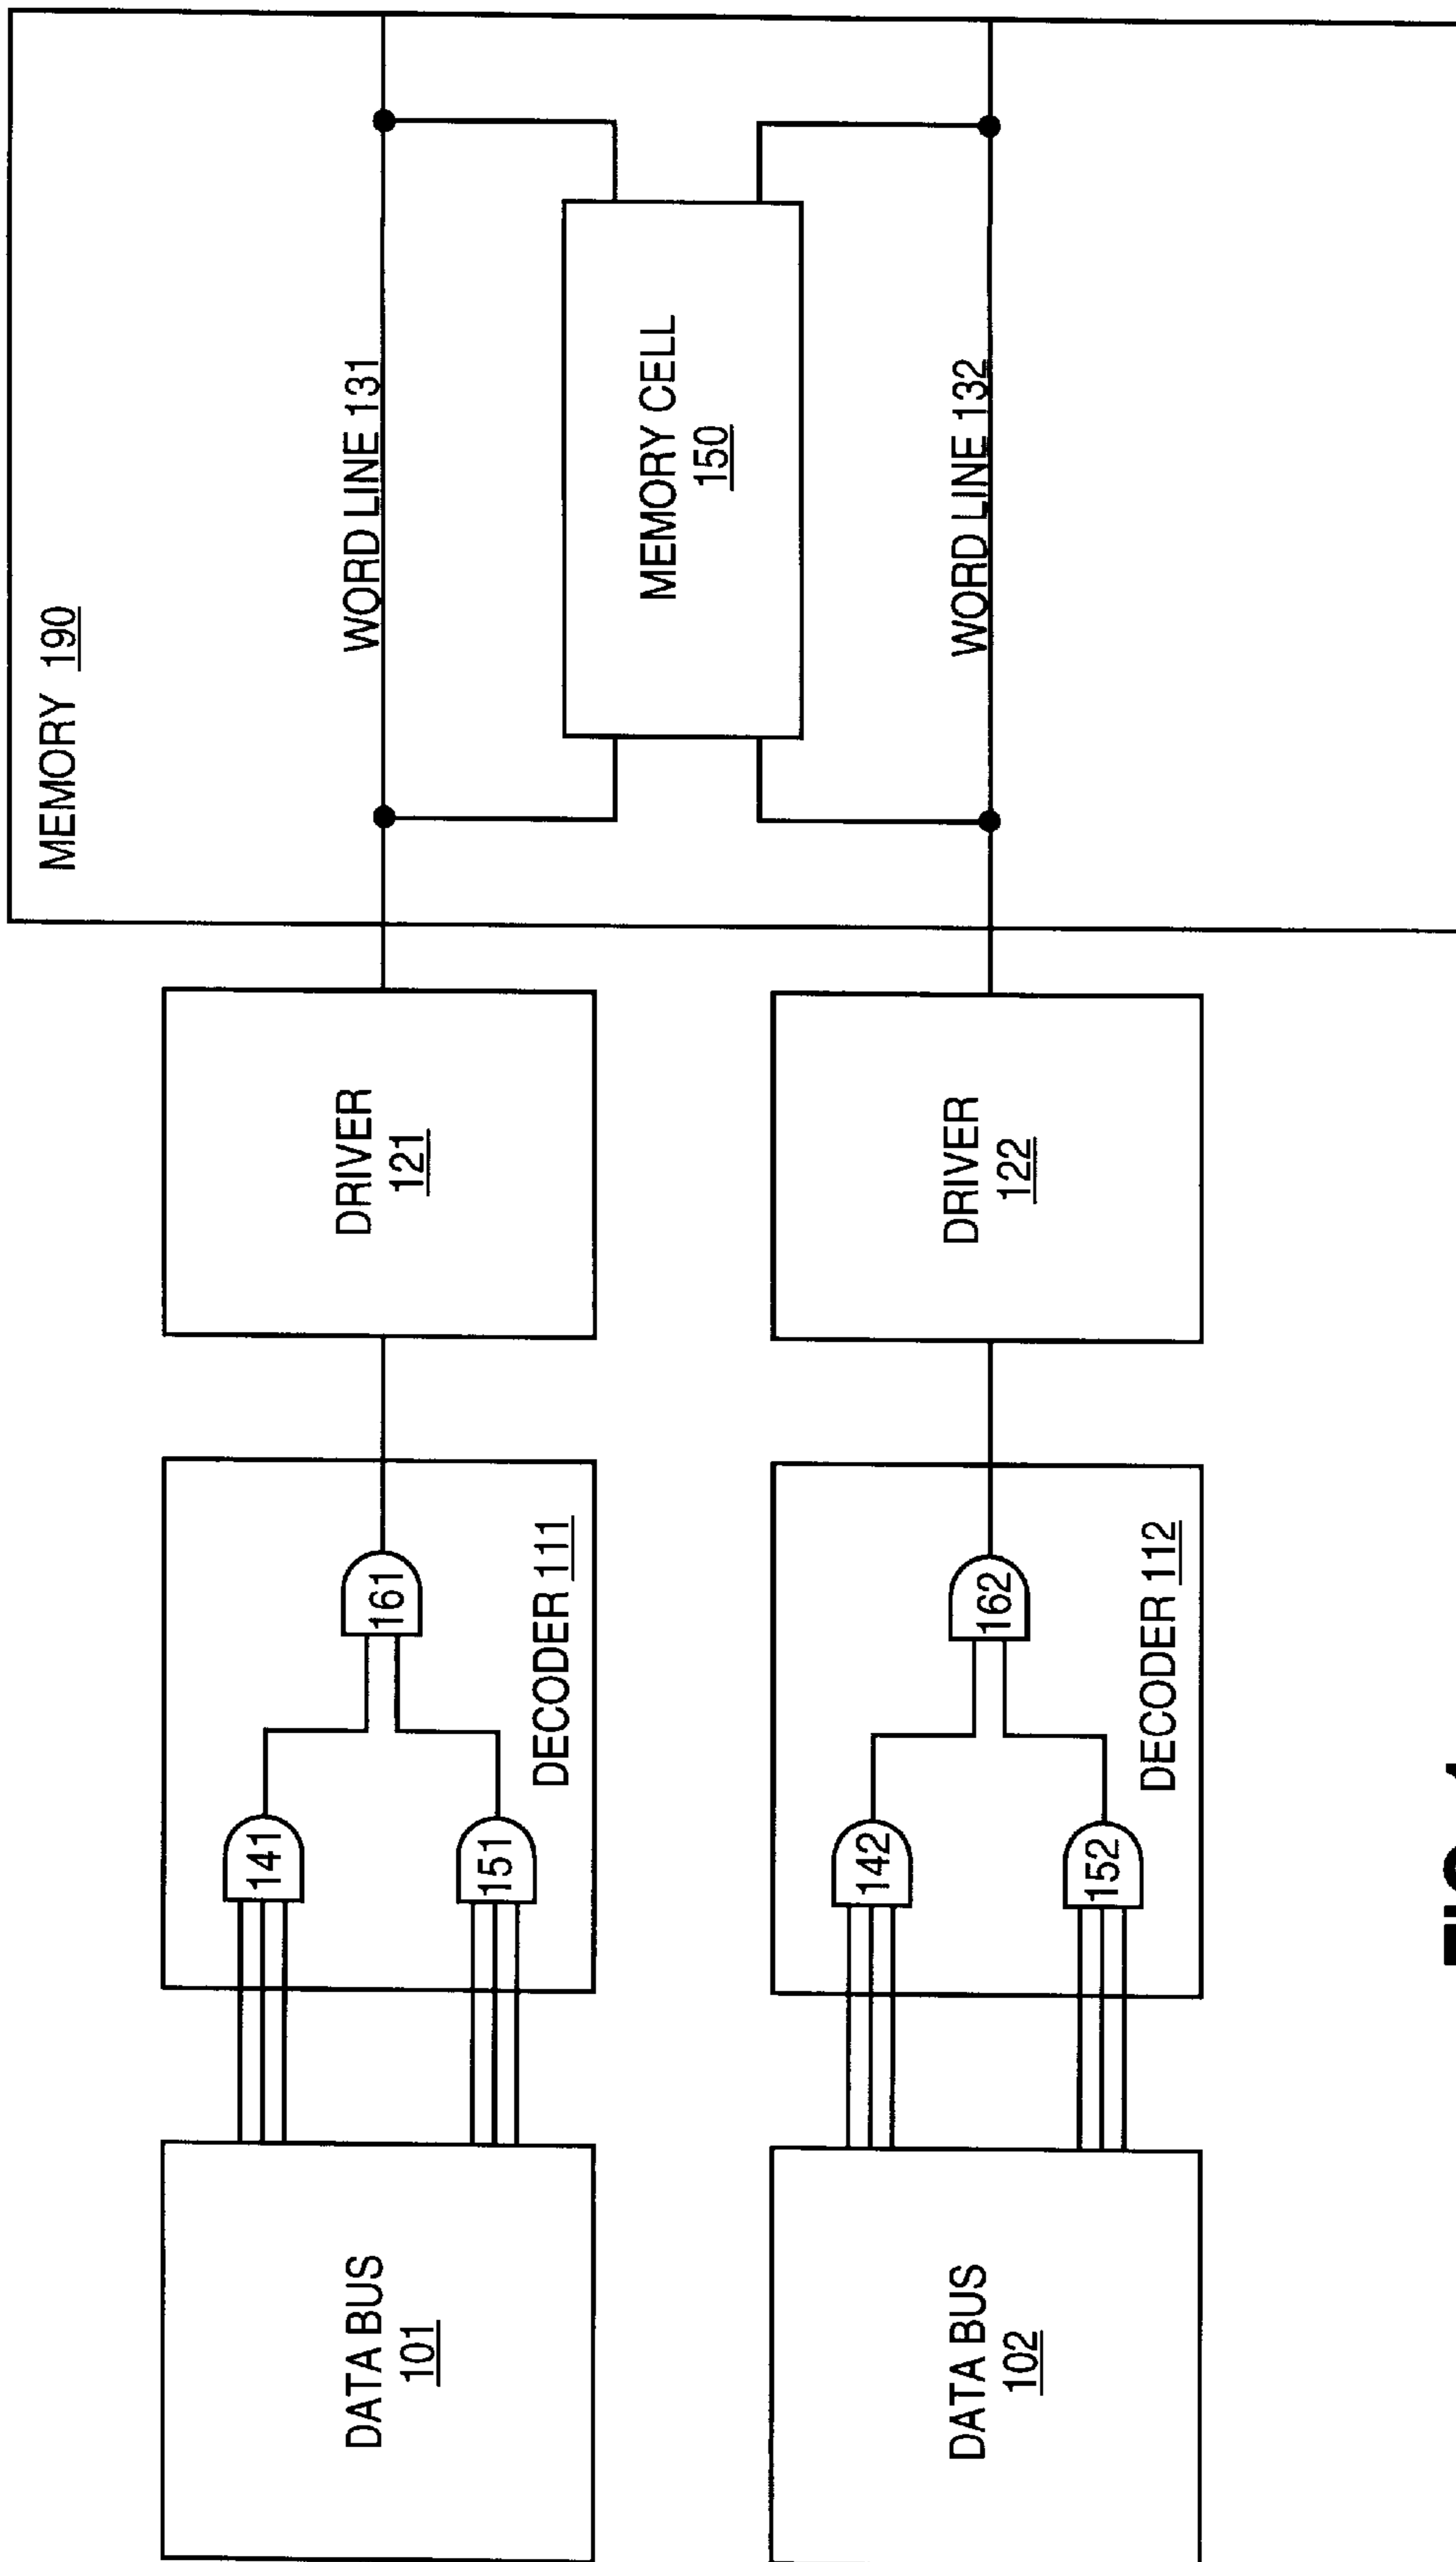 DATA BUS
101
141
151
DECODER 111
161
DRIVER
121
MEMORY 190
WORD LINE 131
MEMORY CELL
150
WORD LINE 132
DATA BUS
102
142
152
DECODER 112
162
DRIVER
122